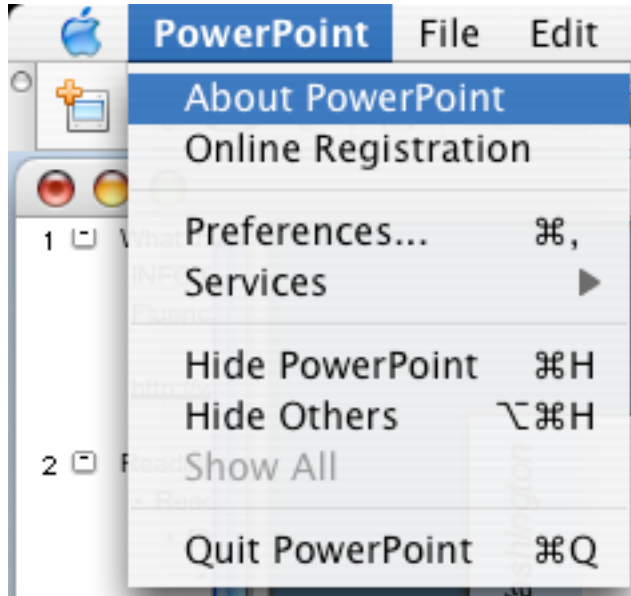 PowerPoint File Edit
About PowerPoint
Online Registration
Preferences... ⌘,
Services ▶
Hide PowerPoint ⌘H
Hide Others ⌥⌘H
Show All
Quit PowerPoint ⌘Q
1
2